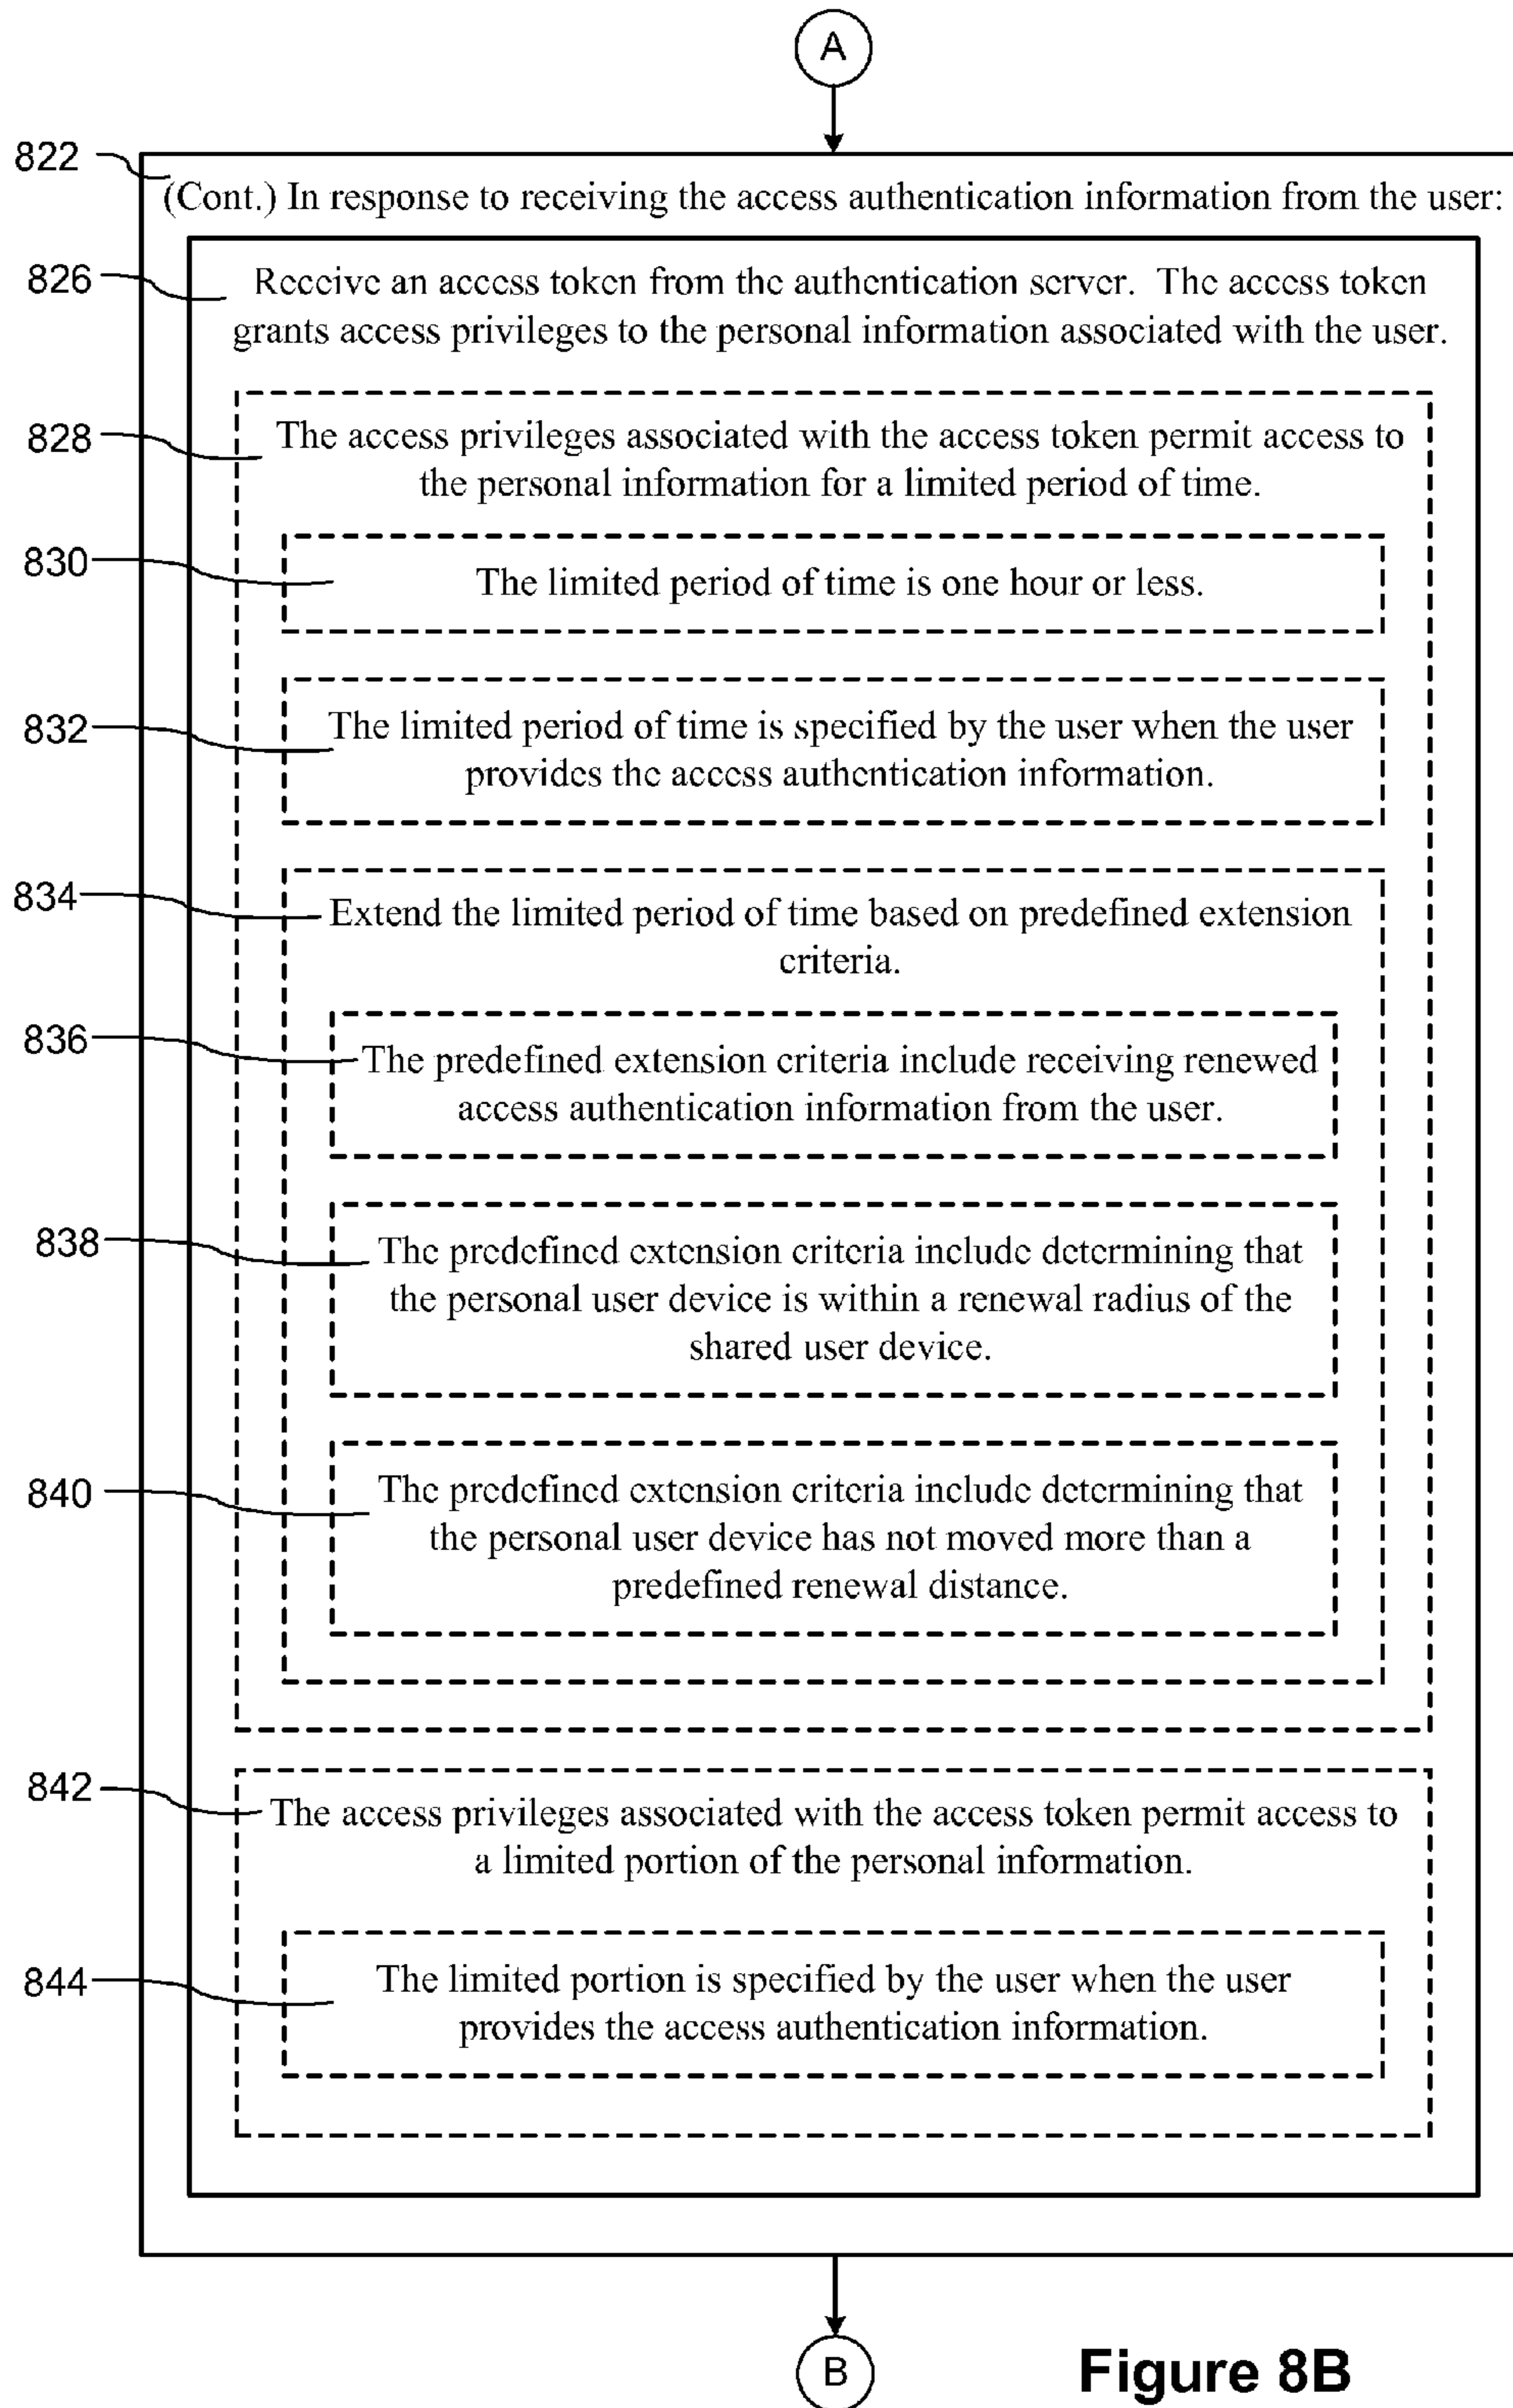 A
822
(Cont.) In response to receiving the access authentication information from the user:
826
Receive an access token from the authentication server. The access token
grants access privileges to the personal information associated with the user.
828
The access privileges associated with the access token permit access to
the personal information for a limited period of time.
830
The limited period of time is one hour or less.
832
The limited period of time is specified by the user when the user
provides the access authentication information.
834
Extend the limited period of time based on predefined extension
criteria.
836
The predefined extension criteria include receiving renewed
access authentication information from the user.
838
The predefined extension criteria include determining that
the personal user device is within a renewal radius of the
shared user device.
840
The predefined extension criteria include determining that
the personal user device has not moved more than a
predefined renewal distance.
842
The access privileges associated with the access token permit access to
a limited portion of the personal information.
844
The limited portion is specified by the user when the user
provides the access authentication information.
B
Figure 8B